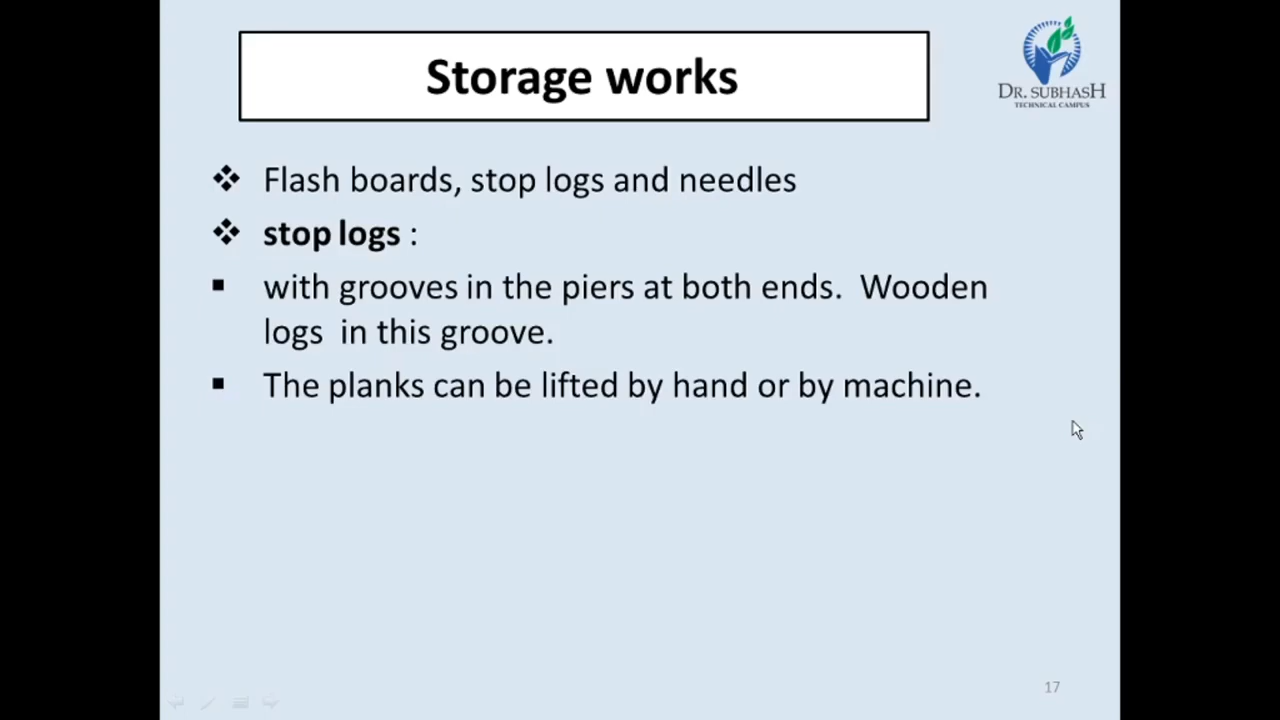 Storage works
DR. SUBHASH
TECHNICAL CAMPUS
❖ Flash boards, stop logs and needles
❖ stop logs :
▪ with grooves in the piers at both ends. Wooden
logs in this groove.
▪ The planks can be lifted by hand or by machine.
17